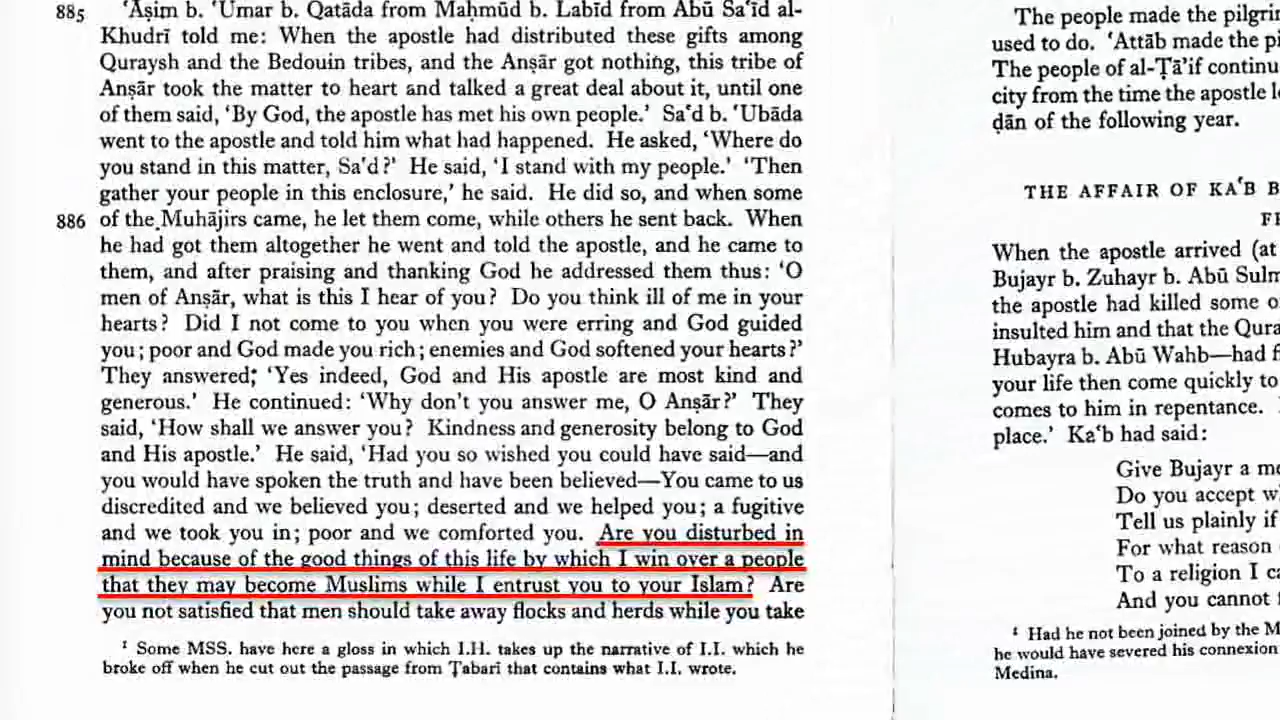 885 'Āṣim b. 'Umar b. Qatāda from Maḥmūd b. Labīd from Abū Sa'īd al-
Khudrī told me: When the apostle had distributed these gifts among
Quraysh and the Bedouin tribes, and the Anṣār got nothing, this tribe of
Anṣār took the matter to heart and talked a great deal about it, until one
of them said, 'By God, the apostle has met his own people.' Sa'd b. 'Ubāda
went to the apostle and told him what had happened. He asked, 'Where do
you stand in this matter, Sa'd?' He said, 'I stand with my people.' 'Then
gather your people in this enclosure,' he said. He did so, and when some
886 of the Muhājirs came, he let them come, while others he sent back. When
he had got them altogether he went and told the apostle, and he came to
them, and after praising and thanking God he addressed them thus: 'O
men of Anṣār, what is this I hear of you? Do you think ill of me in your
hearts? Did I not come to you when you were erring and God guided
you; poor and God made you rich; enemies and God softened your hearts?'
They answered; 'Yes indeed, God and His apostle are most kind and
generous.' He continued: 'Why don't you answer me, O Anṣār?' They
said, 'How shall we answer you? Kindness and generosity belong to God
and His apostle.' He said, 'Had you so wished you could have said—and
you would have spoken the truth and have been believed—You came to us
discredited and we believed you; deserted and we helped you; a fugitive
and we took you in; poor and we comforted you. Are you disturbed in
mind because of the good things of this life by which I win over a people
that they may become Muslims while I entrust you to your Islam? Are
you not satisfied that men should take away flocks and herds while you take
¹ Some MSS. have here a gloss in which I.H. takes up the narrative of I.I. which he
broke off when he cut out the passage from Ṭabarī that contains what I.I. wrote.
The people made the
used to do. 'Attāb made the
The people of al-Ṭā'if
city from the time the apostle
ḍān of the following year.
THE AFFAIR OF KA'B
When the apostle arrived (at
Bujayr b. Zuhayr b. Abū
the apostle had killed some
insulted him and that the
Hubayra b. Abū Wahb—had
your life then come quickly to
comes to him in repentance.
place.' Ka'b had said:
Give Bujayr a
Do you accept
Tell us plainly if
For what reason
To a religion I
And you cannot
¹ Had he not been joined by the
he would have severed his connexion
Medina.